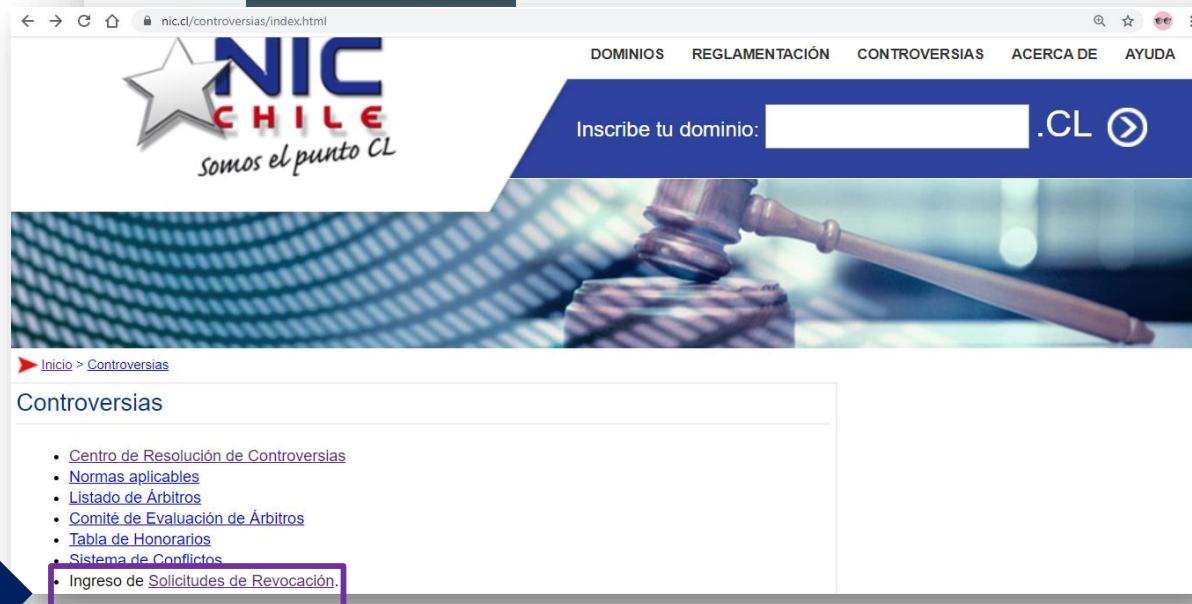 nic.cl/controversias/index.html
NIC
CHILE
Somos el punto CL
DOMINIOS REGLAMENTACIÓN CONTROVERSIAS ACERCA DE AYUDA
Inscribe tu dominio: .CL
Inicio > Controversias
Controversias
Centro de Resolución de Controversias
Normas aplicables
Listado de Árbitros
Comité de Evaluación de Árbitros
Tabla de Honorarios
Sistema de Conflictos
Ingreso de Solicitudes de Revocación.